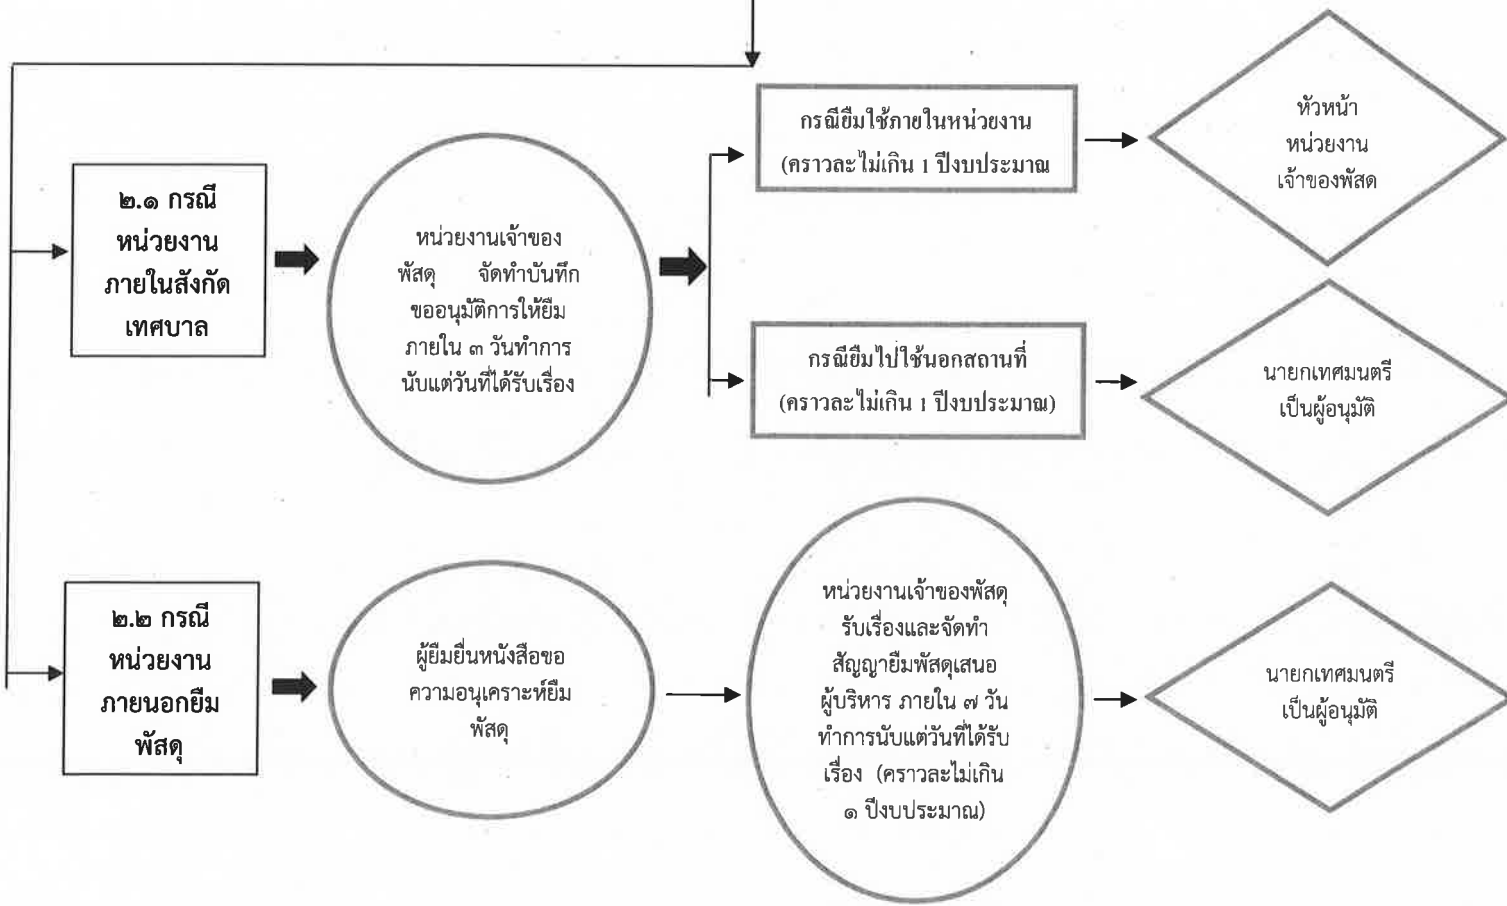 ๒.๑ กรณี
หน่วยงาน
ภายในสังกัด
เทศบาล
หน่วยงานเจ้าของ
พัสดุ จัดทำบันทึก
ขออนุมัติการให้ยืม
ภายใน ๓ วันทำการ
นับแต่วันที่ได้รับเรื่อง
กรณียืมใช้ภายในหน่วยงาน
(คราวละไม่เกิน 1 ปีงบประมาณ
หัวหน้า
หน่วยงาน
เจ้าของพัสด
กรณียืมไปใช้นอกสถานที่
(คราวละไม่เกิน 1 ปีงบประมาณ)
นายกเทศมนตรี
เป็นผู้อนุมัติ
๒.๒ กรณี
หน่วยงาน
ภายนอกยืม
พัสดุ
ผู้ยืมยื่นหนังสือขอ
ความอนุเคราะห์ยืม
พัสดุ
หน่วยงานเจ้าของพัสดุ
รับเรื่องและจัดทำ
สัญญายืมพัสดุเสนอ
ผู้บริหาร ภายใน ๗ วัน
ทำการนับแต่วันที่ได้รับ
เรื่อง (คราวละไม่เกิน
๑ ปีงบประมาณ)
นายกเทศมนตรี
เป็นผู้อนุมัติ